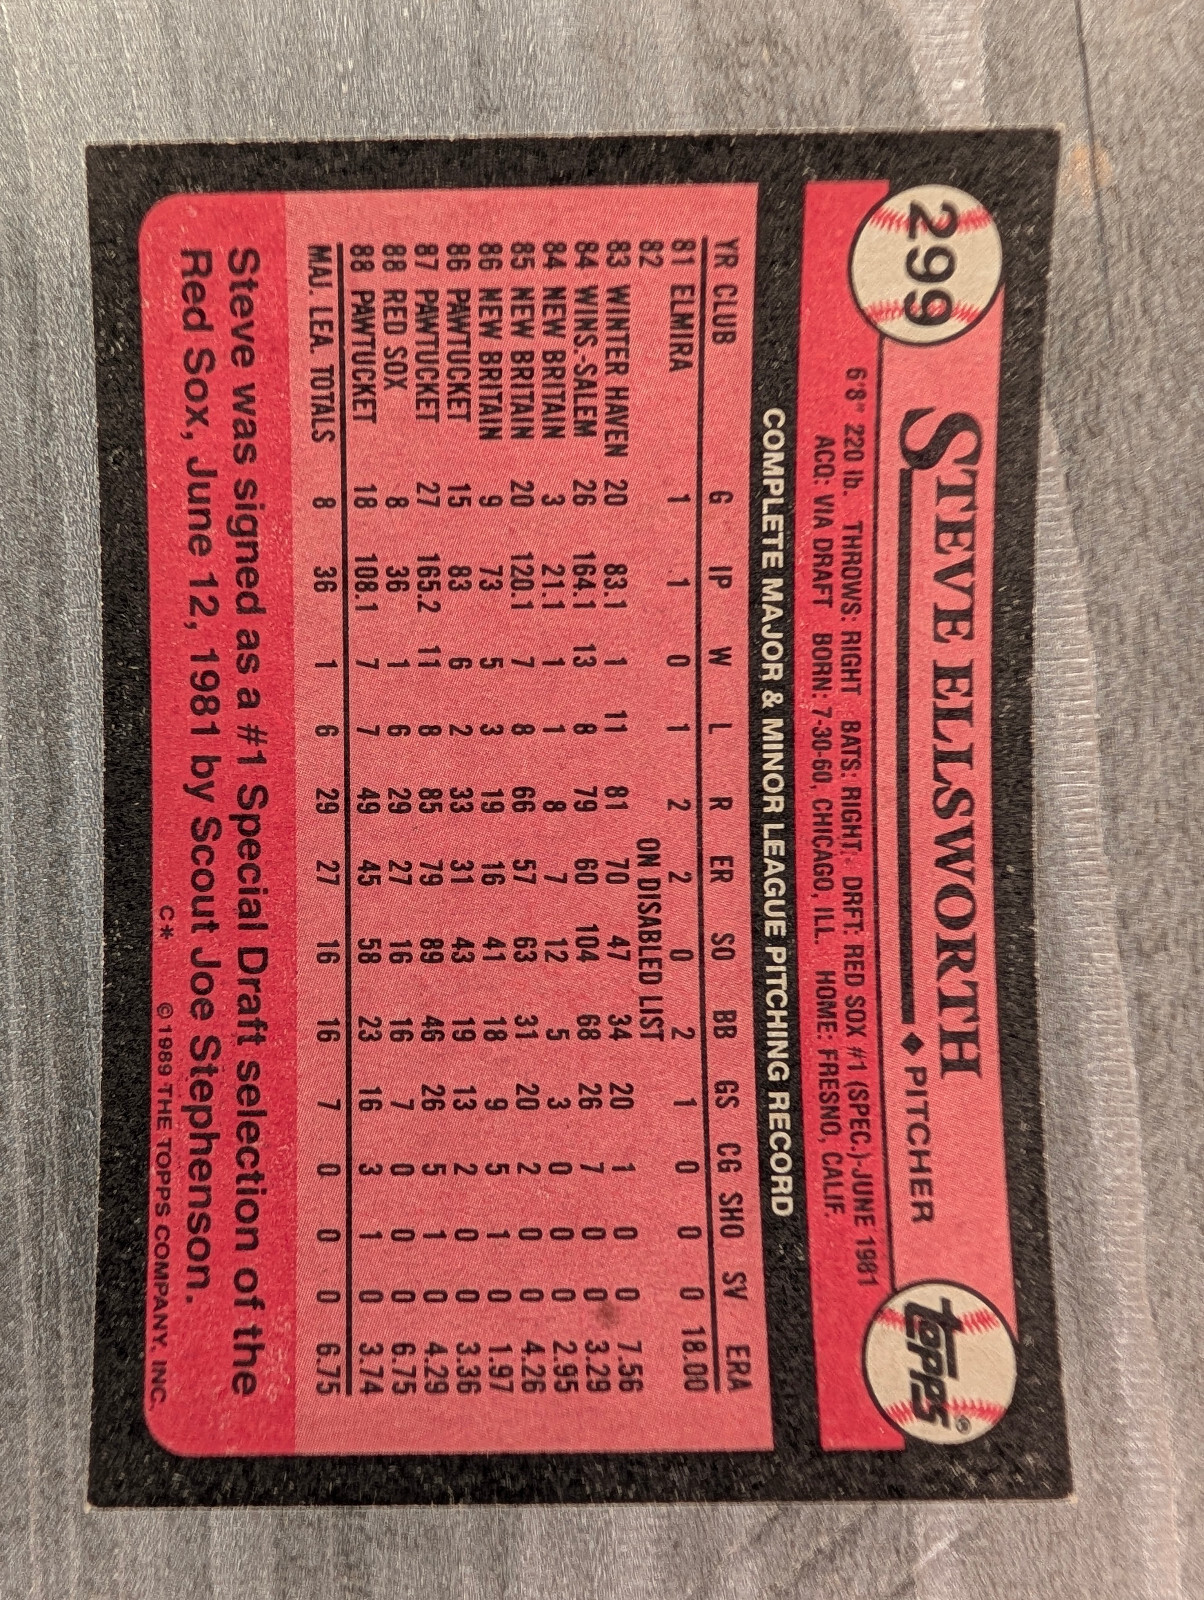 299
STEVE ELLSWORTH ◆ PITCHER
topps®
6'8" 220 lb. THROWS: RIGHT BATS: RIGHT DRFT: RED SOX #1 (SPEC.)-JUNE 1981
ACQ: VIA DRAFT BORN: 7-30-60, CHICAGO, ILL. HOME: FRESNO, CALIF.
COMPLETE MAJOR & MINOR LEAGUE PITCHING RECORD
YR CLUB G IP W L R ER SO BB GS CG SHO SV ERA
81 ELMIRA 1 1 0 1 2 2 0 2 1 0 0 0 18.00
82 ON DISABLED LIST
83 WINTER HAVEN 20 83.1 1 11 81 70 47 34 20 1 0 0 7.56
84 WINS.-SALEM 26 164.1 13 8 79 60 104 68 26 7 0 0 3.29
84 NEW BRITAIN 3 21.1 1 1 8 7 12 5 3 0 0 0 2.95
85 NEW BRITAIN 20 120.1 7 8 66 57 63 31 20 2 0 0 4.26
86 NEW BRITAIN 9 73 5 3 19 16 41 18 9 5 1 0 1.97
86 PAWTUCKET 15 83 6 2 33 31 43 19 13 2 0 0 3.36
87 PAWTUCKET 27 165.2 11 8 85 79 89 46 26 5 1 0 4.29
88 RED SOX 8 36 1 6 29 27 16 16 7 0 0 0 6.75
88 PAWTUCKET 18 108.1 7 7 49 45 58 23 16 3 1 0 3.74
MAJ. LEA. TOTALS 8 36 1 6 29 27 16 16 7 0 0 0 6.75
Steve was signed as a #1 Special Draft selection of the
Red Sox, June 12, 1981 by Scout Joe Stephenson.
C* © 1989 THE TOPPS COMPANY, INC.